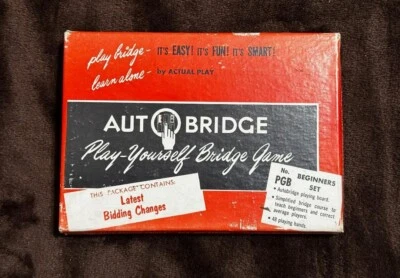 play bridge - IT'S EASY! IT'S FUN! IT'S SMART!
learn alone - by ACTUAL PLAY
AUTOBRIDGE
Play-Yourself Bridge Game
THIS PACKAGE CONTAINS:
Latest
Bidding Changes
No. PGB BEGINNERS SET
• Autobridge playing board.
• Simplified bridge course to
teach beginners and correct
average players.
• 48 playing hands.